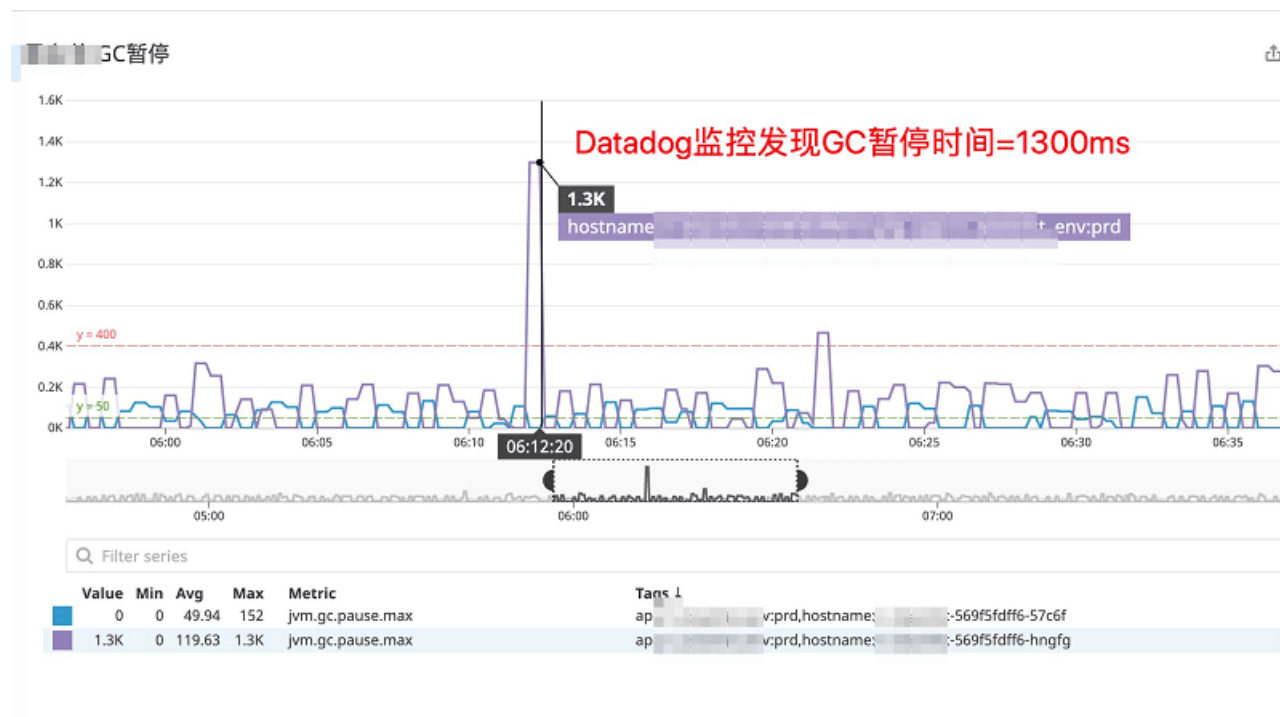 GC暂停
1.6K
1.4K
Datadog监控发现GC暂停时间=1300ms
1.2K
1.3K
1K
hostname t_env:prd
0.8K
0.6K
y = 400
0.4K
0.2K
y = 50
0K
06:00 06:05 06:10 06:15 06:20 06:25 06:30 06:35
06:12:20
05:00 06:00 07:00
Filter series
Value Min Avg Max Metric Tags ↓
0 0 49.94 152 jvm.gc.pause.max ap v:prd,hostname: :-569f5fdff6-57c6f
1.3K 0 119.63 1.3K jvm.gc.pause.max ap v:prd,hostname: :-569f5fdff6-hngfg